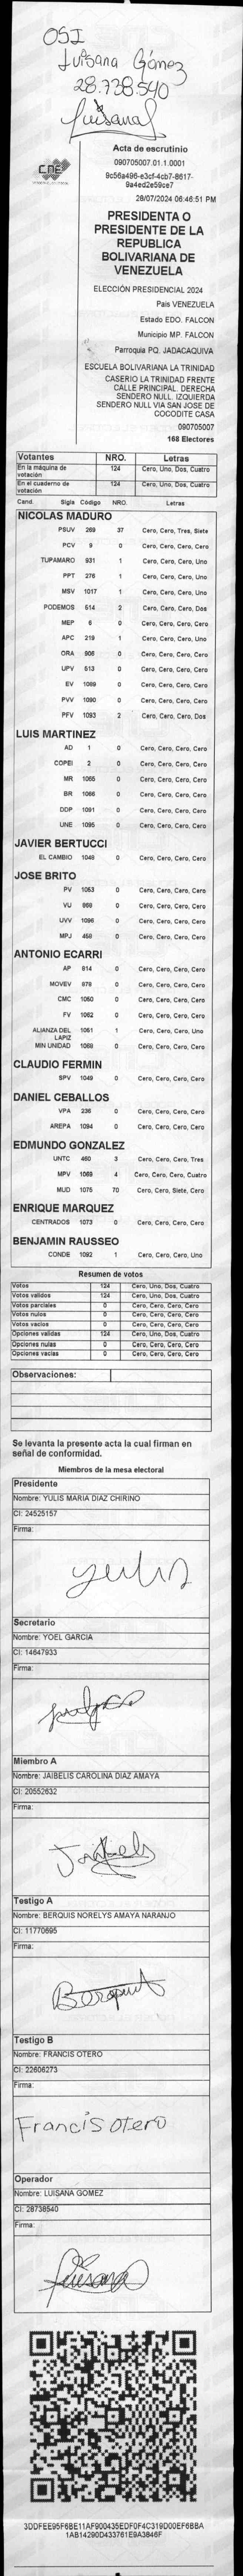 OSI
Luisana Gómez
28.738540
Luisana
CNE
Acta de escrutinio
090705007.01.1.0001
9c56a496-e3cf-4cb7-8617-
9a4ed2e59ce7
28/07/2024 06:46:51 PM
PRESIDENTA O
PRESIDENTE DE LA
REPUBLICA
BOLIVARIANA DE
VENEZUELA
ELECCIÓN PRESIDENCIAL 2024
Pais VENEZUELA
Estado EDO. FALCON
Municipio MP. FALCON
Parroquia PQ. JADACAQUIVA
ESCUELA BOLIVARIANA LA TRINIDAD
CASERIO LA TRINIDAD FRENTE
CALLE PRINCIPAL. DERECHA
SENDERO NULL. IZQUIERDA
SENDERO NULL VIA SAN JOSE DE
COCODITE CASA
090705007
168 Electores
Votantes NRO. Letras
En la máquina de votación 124 Cero, Uno, Dos, Cuatro
En el cuaderno de votación 124 Cero, Uno, Dos, Cuatro
Cand. Sigla Código NRO. Letras
NICOLAS MADURO
PSUV 269 37 Cero, Cero, Tres, Siete
PCV 9 0 Cero, Cero, Cero, Cero
TUPAMARO 931 1 Cero, Cero, Cero, Uno
PPT 276 1 Cero, Cero, Cero, Uno
MSV 1017 1 Cero, Cero, Cero, Uno
PODEMOS 514 2 Cero, Cero, Cero, Dos
MEP 6 0 Cero, Cero, Cero, Cero
APC 219 1 Cero, Cero, Cero, Uno
ORA 906 0 Cero, Cero, Cero, Cero
UPV 513 0 Cero, Cero, Cero, Cero
EV 1089 0 Cero, Cero, Cero, Cero
PVV 1090 0 Cero, Cero, Cero, Cero
PFV 1093 2 Cero, Cero, Cero, Dos
LUIS MARTINEZ
AD 1 0 Cero, Cero, Cero, Cero
COPEI 2 0 Cero, Cero, Cero, Cero
MR 1065 0 Cero, Cero, Cero, Cero
BR 1066 0 Cero, Cero, Cero, Cero
DDP 1091 0 Cero, Cero, Cero, Cero
UNE 1095 0 Cero, Cero, Cero, Cero
JAVIER BERTUCCI
EL CAMBIO 1048 0 Cero, Cero, Cero, Cero
JOSE BRITO
PV 1053 0 Cero, Cero, Cero, Cero
VU 868 0 Cero, Cero, Cero, Cero
UVV 1096 0 Cero, Cero, Cero, Cero
MPJ 458 0 Cero, Cero, Cero, Cero
ANTONIO ECARRI
AP 814 0 Cero, Cero, Cero, Cero
MOVEV 878 0 Cero, Cero, Cero, Cero
CMC 1050 0 Cero, Cero, Cero, Cero
FV 1062 0 Cero, Cero, Cero, Cero
ALIANZA DEL LAPIZ 1051 1 Cero, Cero, Cero, Uno
MIN UNIDAD 1068 0 Cero, Cero, Cero, Cero
CLAUDIO FERMIN
SPV 1049 0 Cero, Cero, Cero, Cero
DANIEL CEBALLOS
VPA 236 0 Cero, Cero, Cero, Cero
AREPA 1094 0 Cero, Cero, Cero, Cero
EDMUNDO GONZALEZ
UNTC 460 3 Cero, Cero, Cero, Tres
MPV 1069 4 Cero, Cero, Cero, Cuatro
MUD 1075 70 Cero, Cero, Siete, Cero
ENRIQUE MARQUEZ
CENTRADOS 1073 0 Cero, Cero, Cero, Cero
BENJAMIN RAUSSEO
CONDE 1092 1 Cero, Cero, Cero, Uno
Resumen de votos
Votos 124 Cero, Uno, Dos, Cuatro
Votos validos 124 Cero, Uno, Dos, Cuatro
Votos parciales 0 Cero, Cero, Cero, Cero
Votos nulos 0 Cero, Cero, Cero, Cero
Votos vacios 0 Cero, Cero, Cero, Cero
Opciones validas 124 Cero, Uno, Dos, Cuatro
Opciones nulas 0 Cero, Cero, Cero, Cero
Opciones vacias 0 Cero, Cero, Cero, Cero
Observaciones:
Se levanta la presente acta la cual firman en
señal de conformidad.
Miembros de la mesa electoral
Presidente
Nombre: YULIS MARIA DIAZ CHIRINO
CI: 24525157
Firma:
yulis
Secretario
Nombre: YOEL GARCIA
CI: 14647933
Firma:
Miembro A
Nombre: JAIBELIS CAROLINA DIAZ AMAYA
CI: 20552632
Firma:
Jaibelis
Testigo A
Nombre: BERQUIS NORELYS AMAYA NARANJO
CI: 11770695
Firma:
Testigo B
Nombre: FRANCIS OTERO
CI: 22606273
Firma:
Francis otero
Operador
Nombre: LUISANA GOMEZ
CI: 28738540
Firma:
Luisana
3DDFEE95F6BE11AF900435EDF0F4C319D00EF6BBA
1AB14290D433761E9A3846F